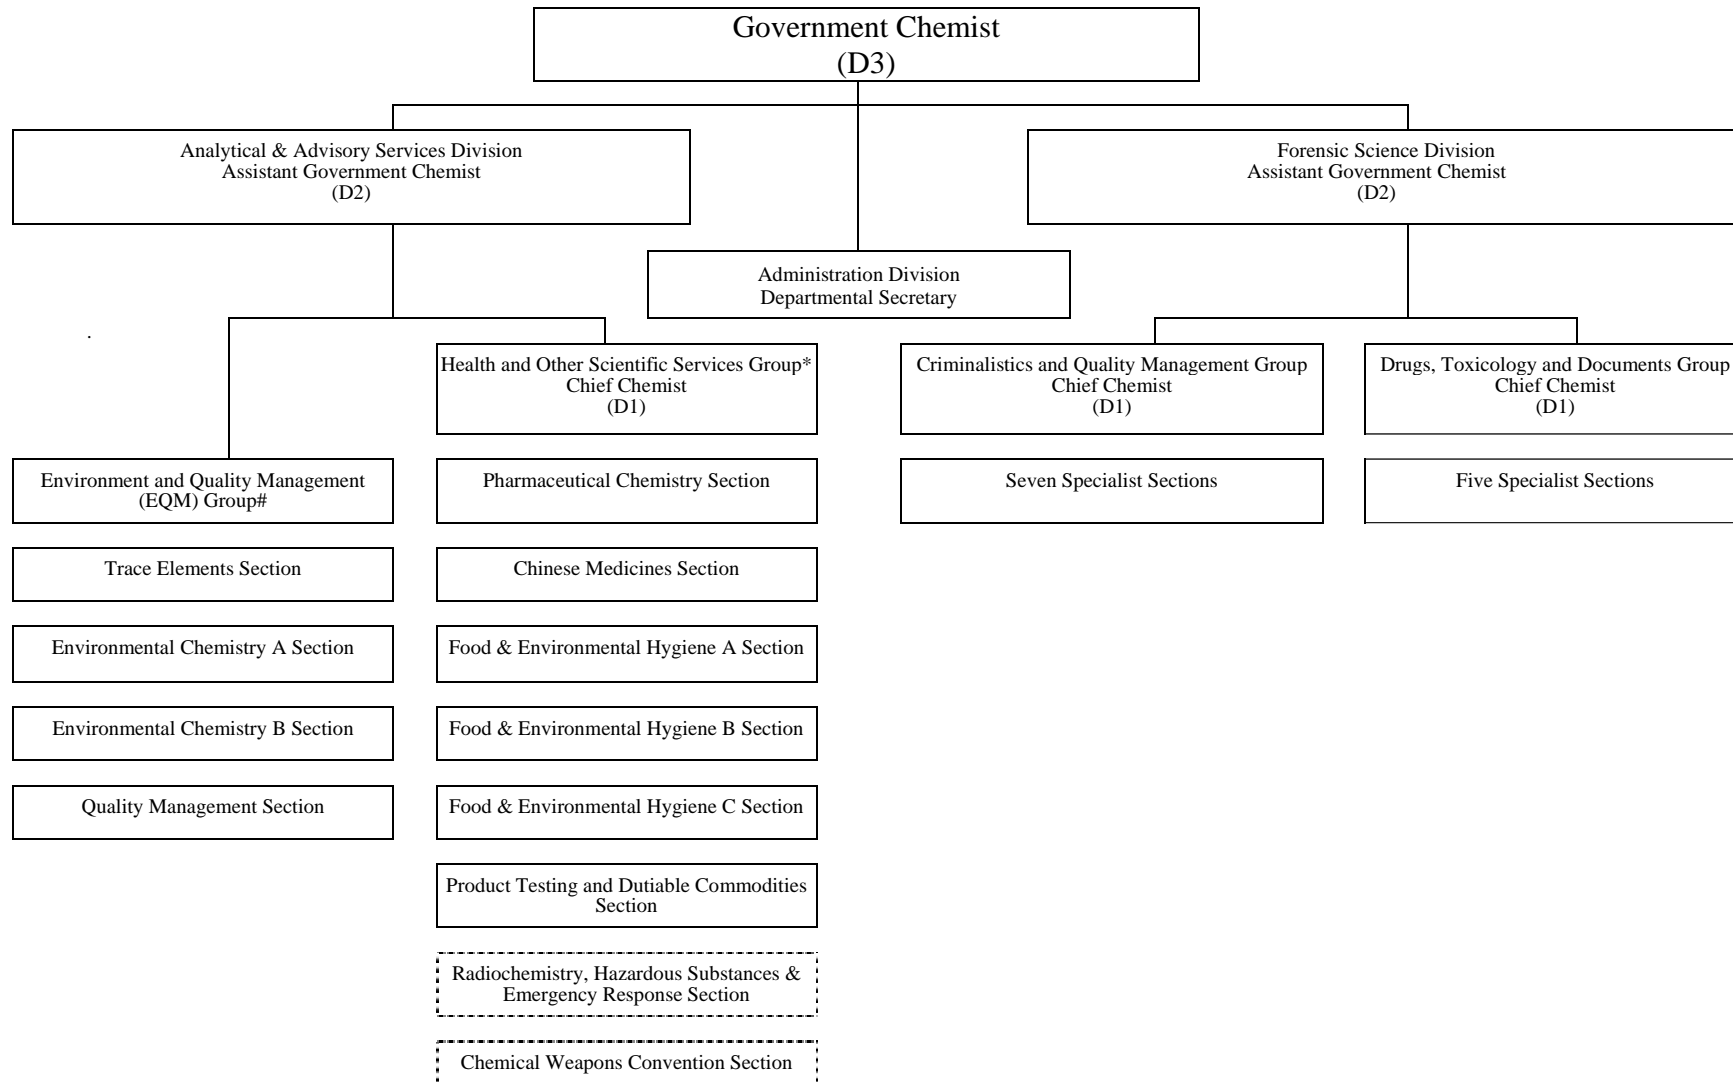 Government Chemist
(D3)
Analytical & Advisory Services Division
Assistant Government Chemist
(D2)
Forensic Science Division
Assistant Government Chemist
(D2)
Administration Division
Departmental Secretary
.
Health and Other Scientific Services Group*
Chief Chemist
(D1)
Criminalistics and Quality Management Group
Chief Chemist
(D1)
Drugs, Toxicology and Documents Group
Chief Chemist
(D1)
Environment and Quality Management
(EQM) Group#
Pharmaceutical Chemistry Section
Seven Specialist Sections
Five Specialist Sections
Trace Elements Section
Chinese Medicines Section
Environmental Chemistry A Section
Food & Environmental Hygiene A Section
Environmental Chemistry B Section
Food & Environmental Hygiene B Section
Quality Management Section
Food & Environmental Hygiene C Section
Product Testing and Dutiable Commodities
Section
Radiochemistry, Hazardous Substances &
Emergency Response Section
Chemical Weapons Convention Section